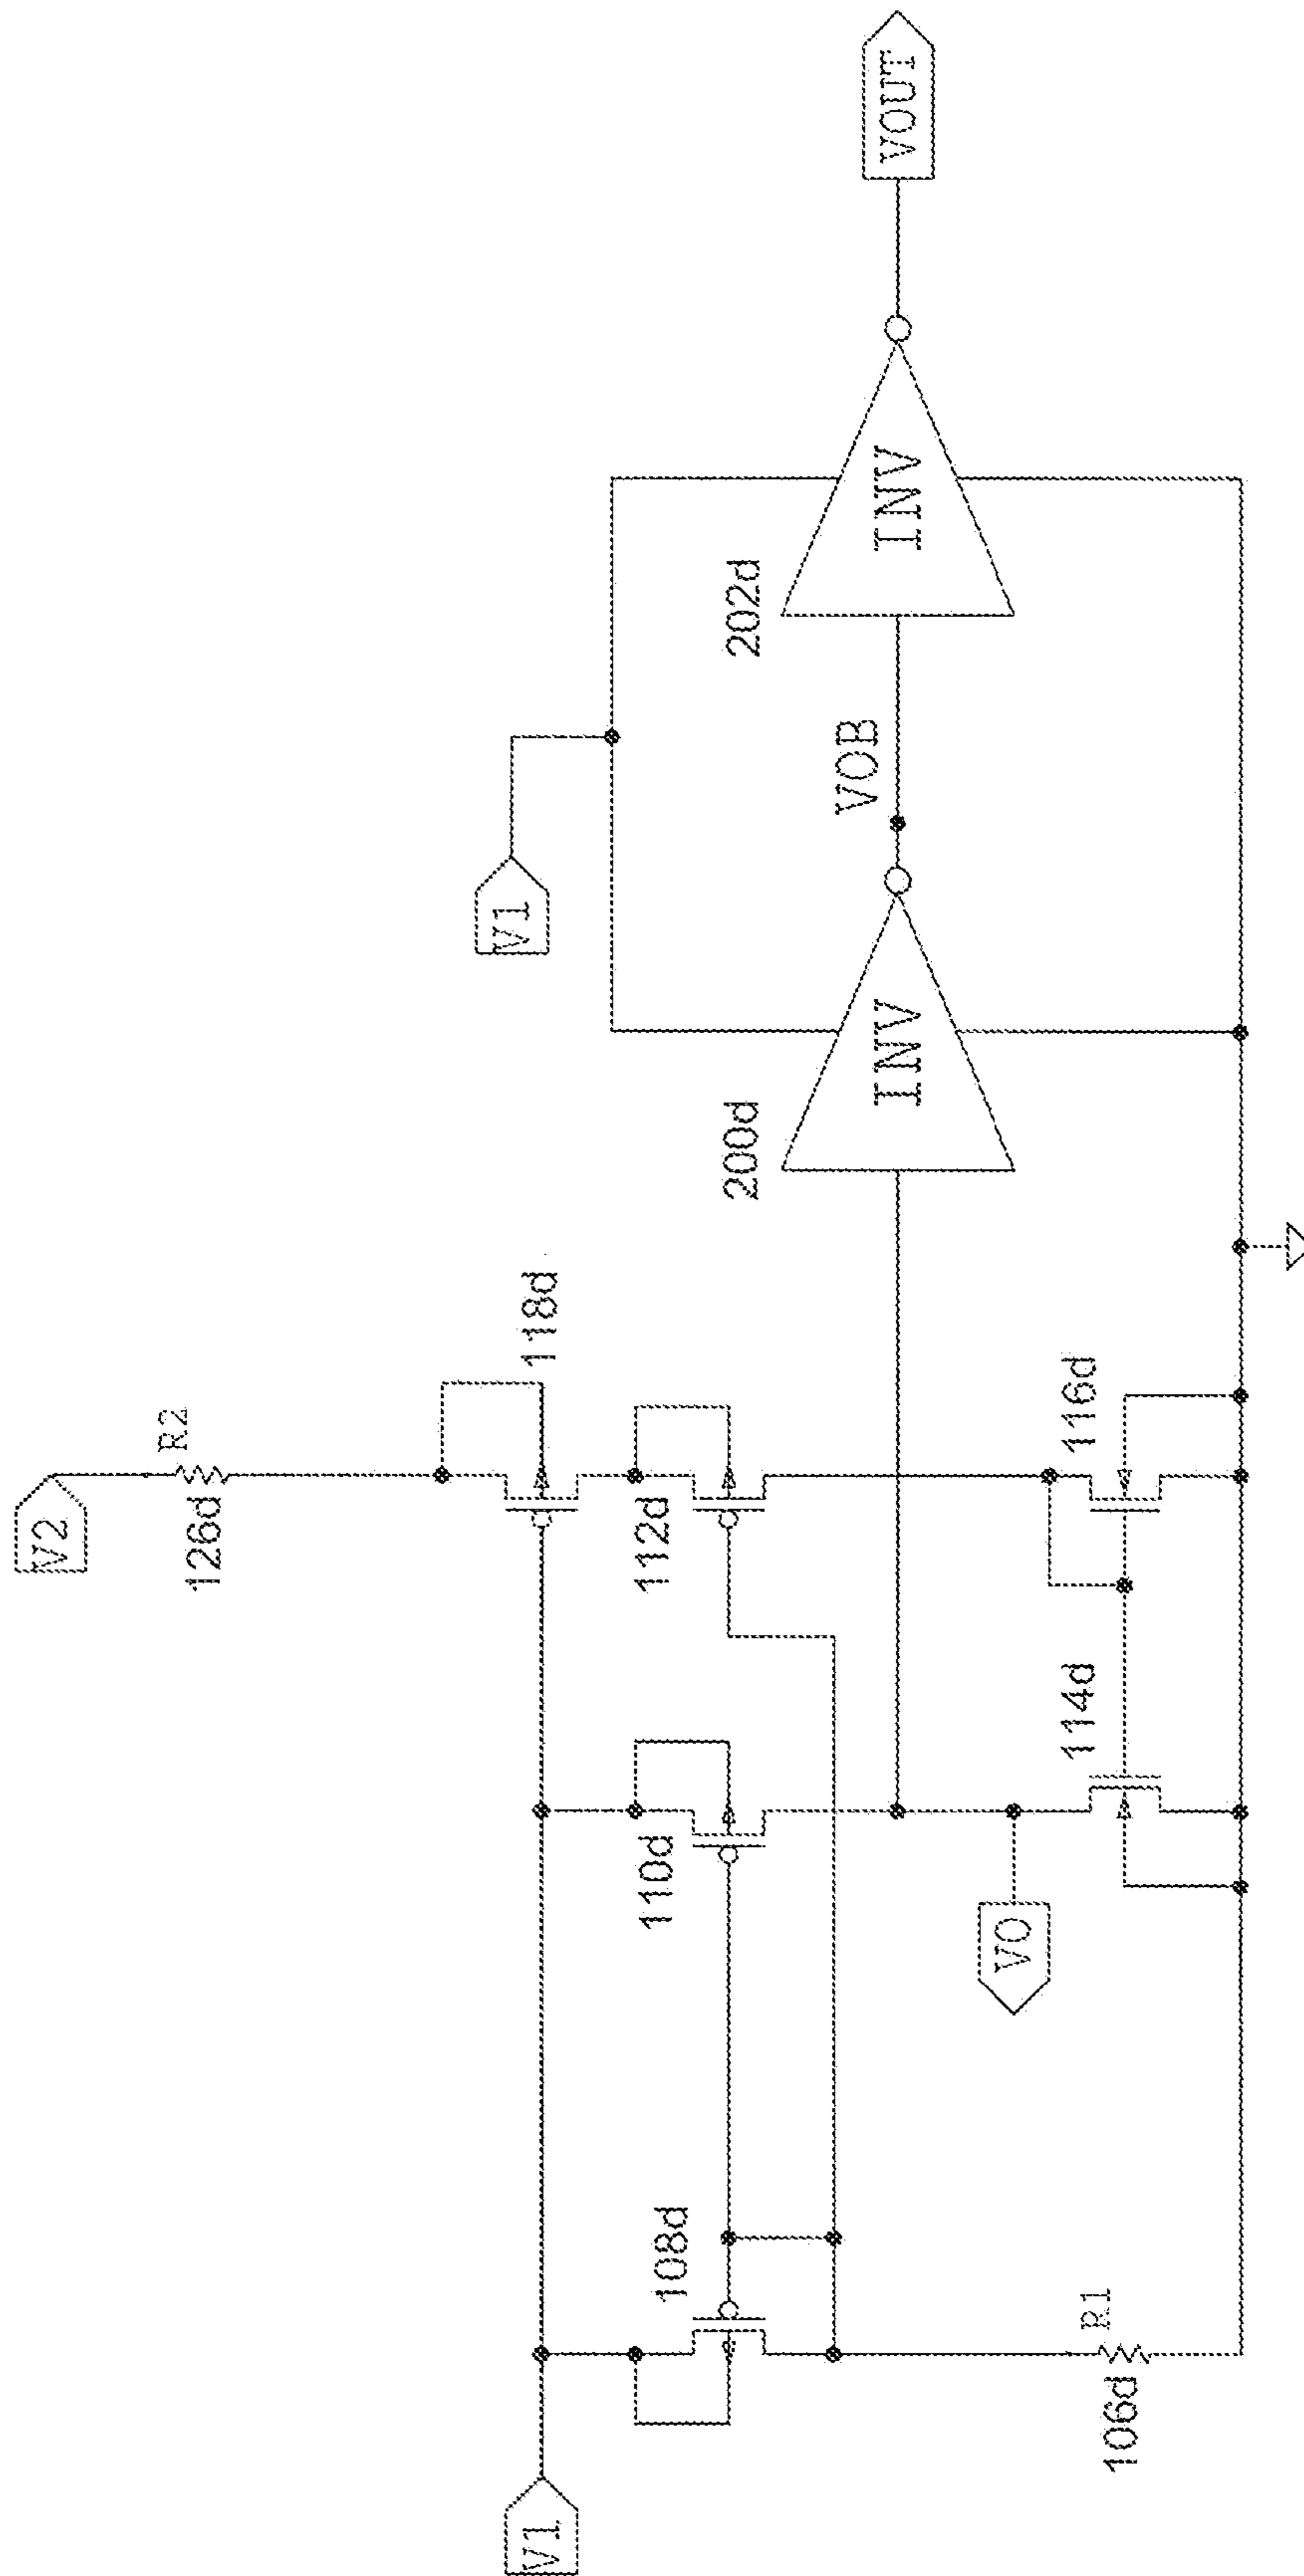 V2
R2
126d
V1
118d
V1
108d
110d
112d
200d
INV
VOB
202d
INV
VOUT
V0
114d
116d
R1
106d